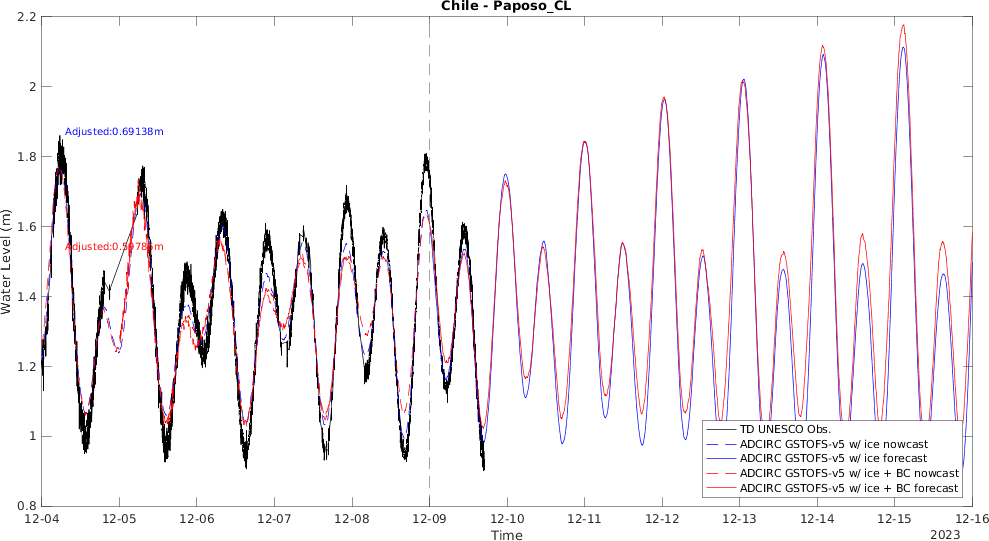 Chile - Paposo_CL
2.2
2
1.8
1.6
1.4
1.2
1
0.8
Water Level (m)
Adjusted:0.69138m
TD UNESCO Obs.
ADCIRC GSTOFS-v5 w/ ice nowcast
ADCIRC GSTOFS-v5 w/ ice forecast
ADCIRC GSTOFS-v5 w/ ice + BC nowcast
ADCIRC GSTOFS-v5 w/ ice + BC forecast
12-04 12-05 12-06 12-07 12-08 12-09 12-10 12-11 12-12 12-13 12-14 12-15 12-16
Time
2023